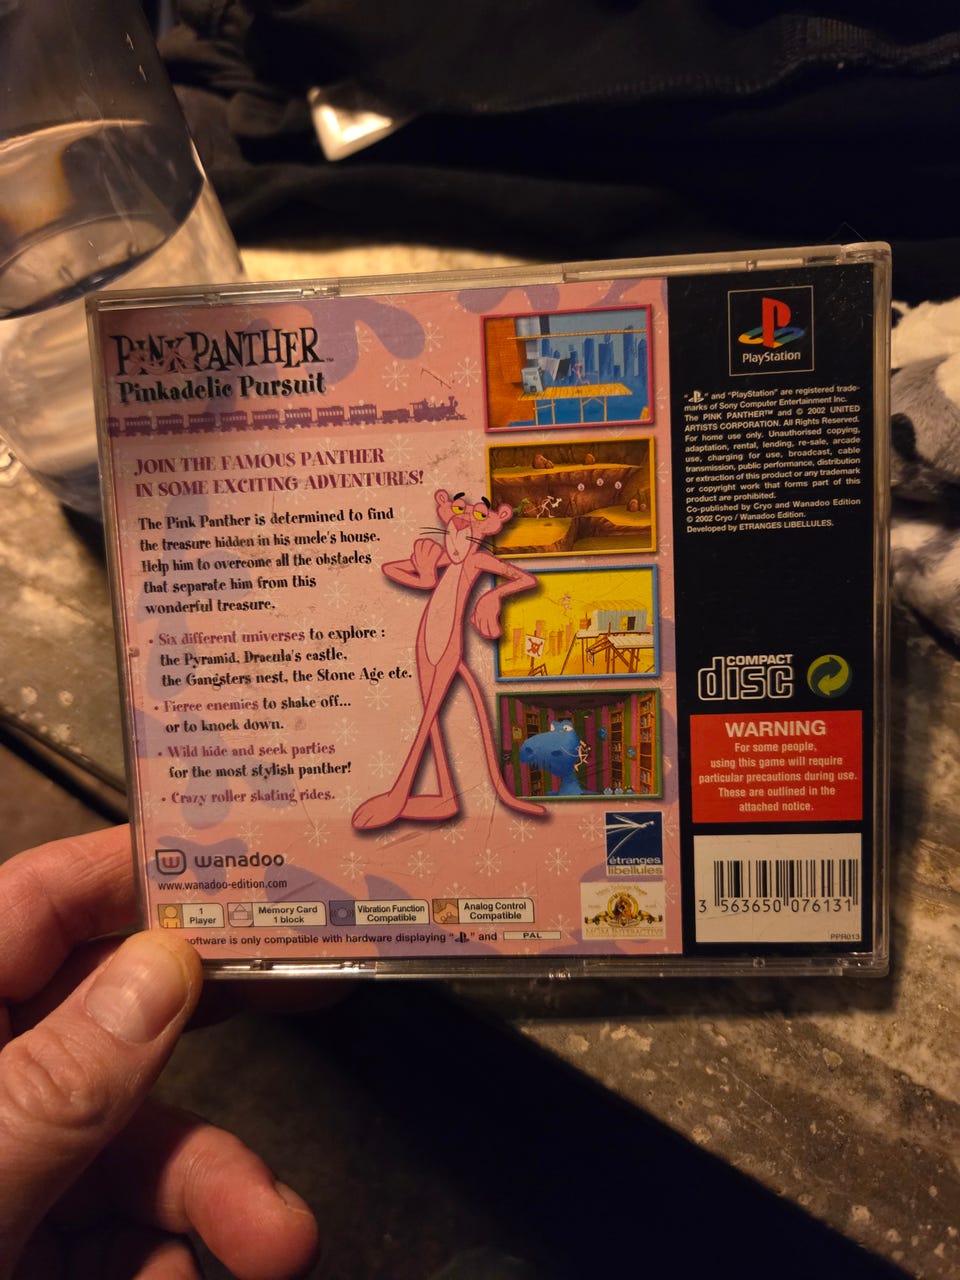 PINK PANTHER™
Pinkadelic Pursuit
JOIN THE FAMOUS PANTHER
IN SOME EXCITING ADVENTURES!
The Pink Panther is determined to find
the treasure hidden in his uncle's house.
Help him to overcome all the obstacles
that separate him from this
wonderful treasure.
• Six different universes to explore :
the Pyramid, Dracula's castle,
the Gangsters nest, the Stone Age etc.
• Fierce enemies to shake off...
or to knock down.
• Wild hide and seek parties
for the most stylish panther!
• Crazy roller skating rides.
w wanadoo
www.wanadoo-edition.com
1
Player
Memory Card
1 block
Vibration Function
Compatible
Analog Control
Compatible
oftware is only compatible with hardware displaying " " and PAL
étranges
libellules
MGM INTERACTIVE
PlayStation
" " and "PlayStation" are registered trade-
marks of Sony Computer Entertainment Inc.
The PINK PANTHER™ and © 2002 UNITED
ARTISTS CORPORATION. All Rights Reserved.
For home use only. Unauthorised copying,
adaptation, rental, lending, re-sale, arcade
use, charging for use, broadcast, cable
transmission, public performance, distribution
or extraction of this product or any trademark
or copyright work that forms part of this
product are prohibited.
Co-published by Cryo and Wanadoo Edition
© 2002 Cryo / Wanadoo Edition.
Developed by ETRANGES LIBELLULES.
COMPACT
disc
WARNING
For some people,
using this game will require
particular precautions during use.
These are outlined in the
attached notice.
3 563650 076131
PPR013